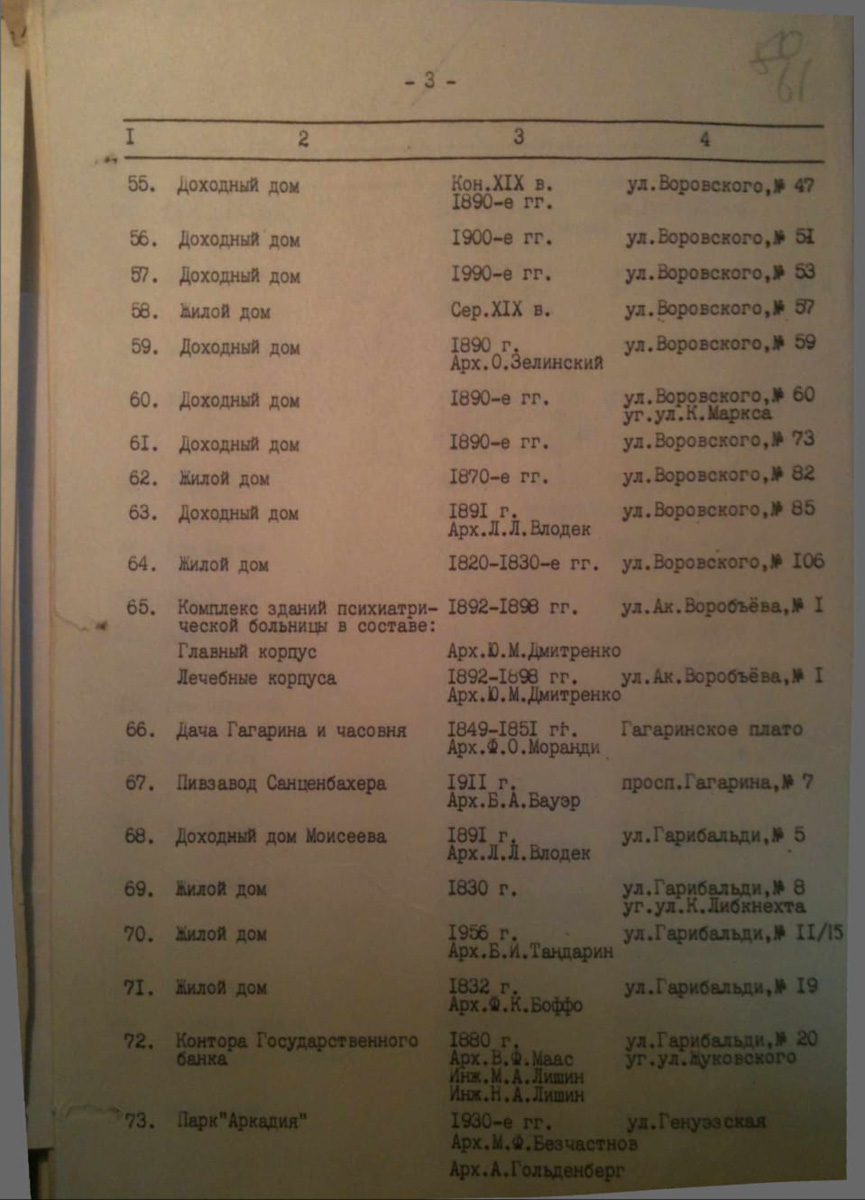 50
61
- 3 -
I 2 3 4
55. Доходный дом Кон.XIX в. ул.Воровского,№ 47
I890-е гг.
56. Доходный дом I900-е гг. ул.Воровского,№ 5I
57. Доходный дом I990-е гг. ул.Воровского,№ 53
58. Жилой дом Сер.XIX в. ул.Воровского,№ 57
59. Доходный дом I890 г. ул.Воровского,№ 59
Арх.О.Зелинский
60. Доходный дом I890-е гг. ул.Воровского,№ 60
уг.ул.К.Маркса
6I. Доходный дом I890-е гг. ул.Воровского,№ 73
62. Жилой дом I870-е гг. ул.Воровского,№ 82
63. Доходный дом I89I г. ул.Воровского,№ 85
Арх.Л.Л.Влодек
64. Жилой дом I820-I830-е гг. ул.Воровского,№ I06
65. Комплекс зданий психиатри- I892-I898 гг. ул.Ак.Воробъёва,№ I
ческой больницы в составе:
Главный корпус Арх.Ю.М.Дмитренко
Лечебные корпуса I892-I898 гг. ул.Ак.Воробъёва,№ I
Арх.Ю.М.Дмитренко
66. Дача Гагарина и часовня I849-I85I гг. Гагаринское плато
Арх.Ф.О.Моранди
67. Пивзавод Санценбахера I9II г. просп.Гагарина,№ 7
Арх.Б.А.Бауэр
68. Доходный дом Моисеева I89I г. ул.Гарибальди,№ 5
Арх.Л.Л.Влодек
69. Жилой дом I830 г. ул.Гарибальди,№ 8
уг.ул.К.Либкнехта
70. Жилой дом I956 г. ул.Гарибальди,№ II/I5
Арх.Б.И.Тандарин
7I. Жилой дом I832 г. ул.Гарибальди,№ I9
Арх.Ф.К.Боффо
72. Контора Государственного I880 г. ул.Гарибальди,№ 20
банка Арх.В.Ф.Маас уг.ул.Жуковского
Инж.М.А.Лишин
Инж.Н.А.Лишин
73. Парк"Аркадия" I930-е гг. ул.Генуэзская
Арх.М.Ф.Безчастнов
Арх.А.Гольденберг